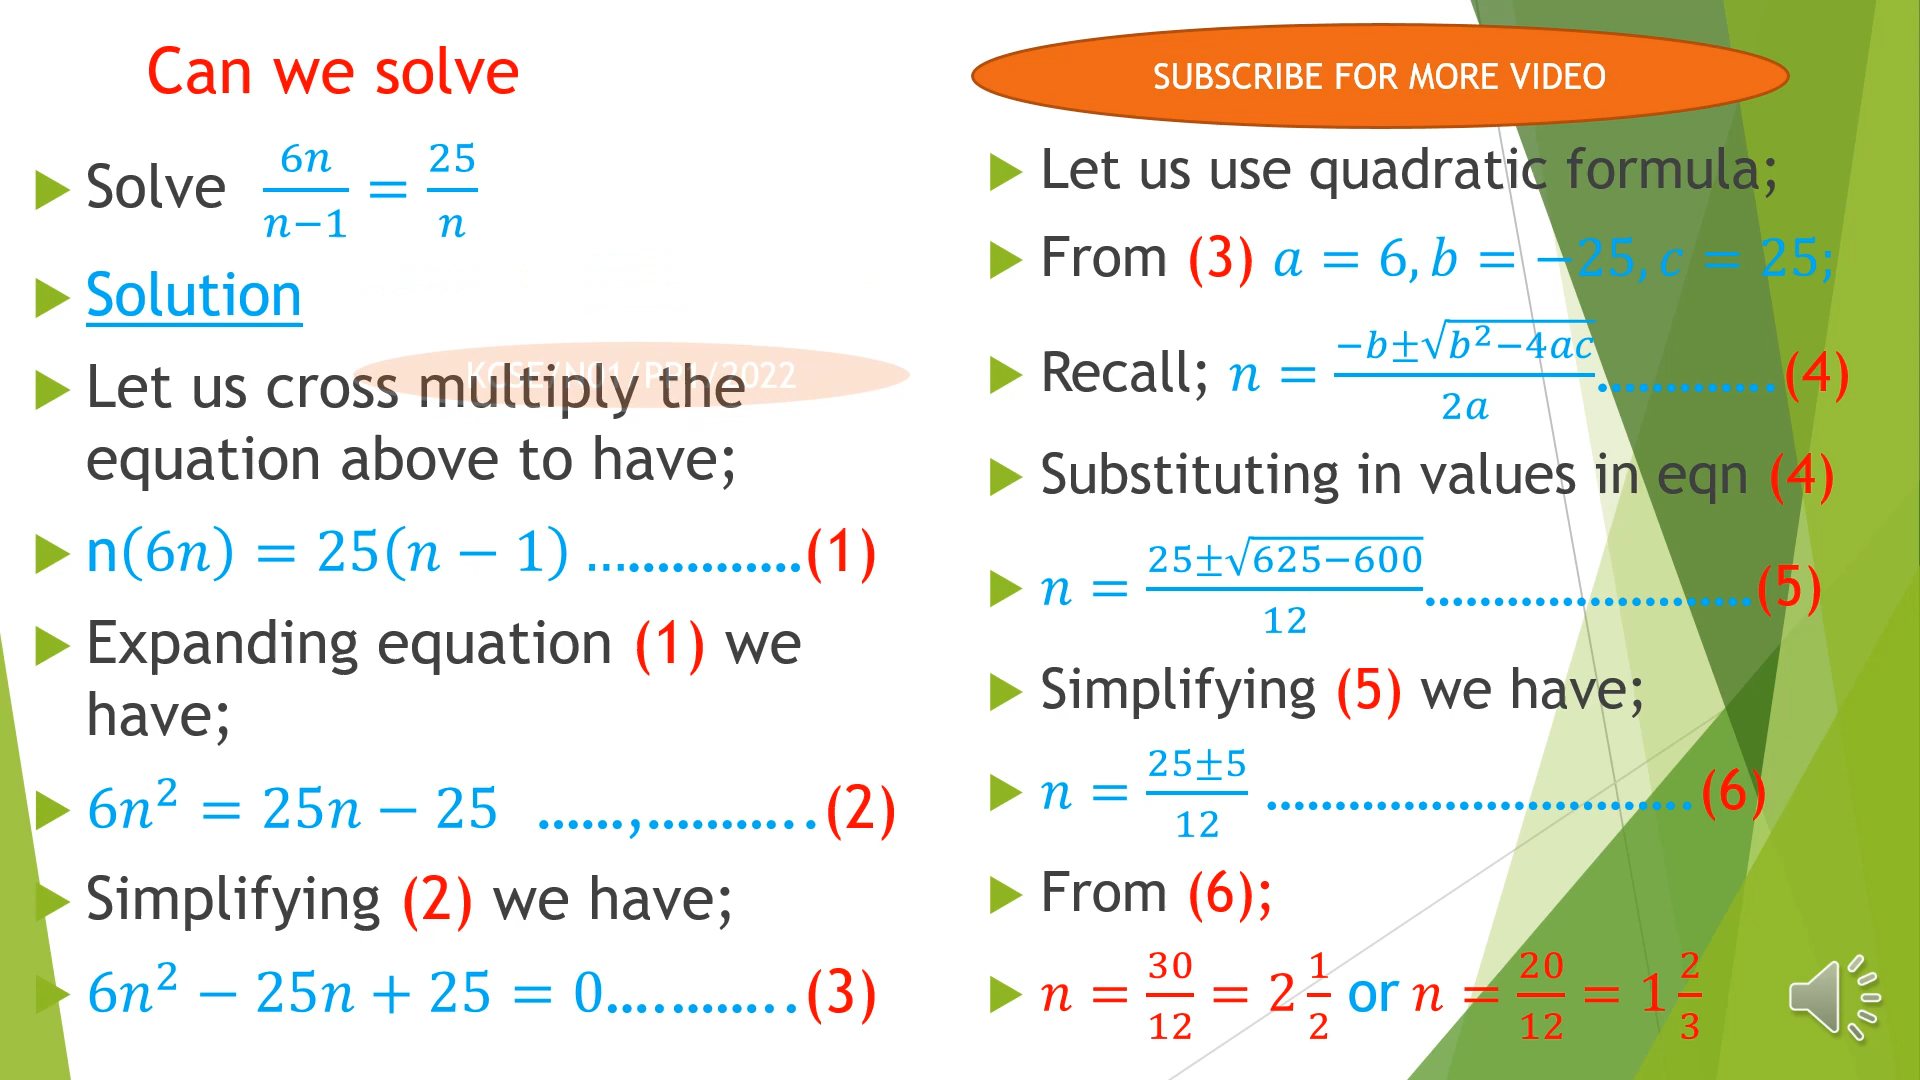 Can we solve
Solve 6n/(n−1) = 25/n
Solution
Let us cross multiply the
equation above to have;
n(6n) = 25(n − 1) ...............(1)
Expanding equation (1) we
have;
6n² = 25n − 25 ......,............(2)
Simplifying (2) we have;
6n² − 25n + 25 = 0.............(3)
SUBSCRIBE FOR MORE VIDEO
Let us use quadratic formula;
From (3) a = 6, b = −25, c = 25;
Recall; n = (−b±√(b²−4ac))/2a.............(4)
Substituting in values in eqn (4)
n = (25±√(625−600))/12........................(5)
Simplifying (5) we have;
n = (25±5)/12 ...............................(6)
From (6);
n = 30/12 = 2 1/2 or n = 20/12 = 1 2/3